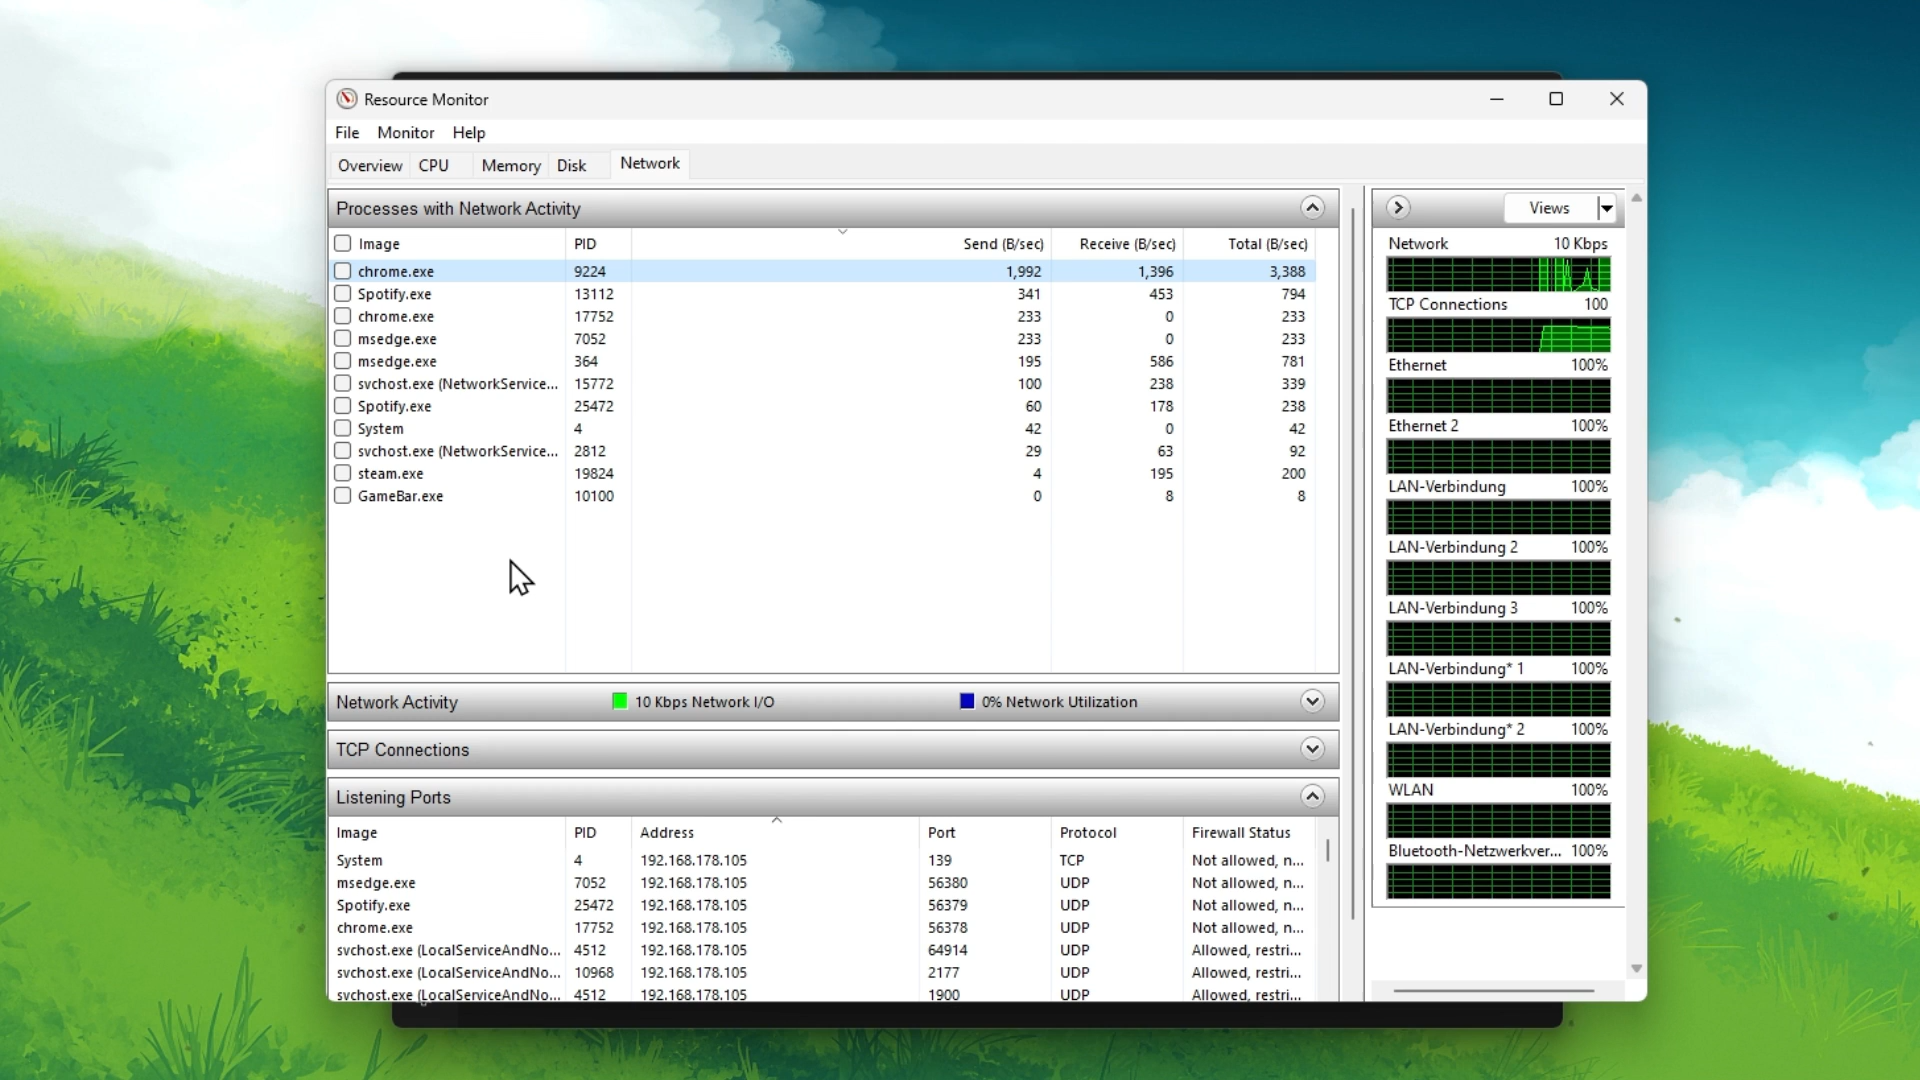 Resource Monitor
File Monitor Help
Overview CPU Memory Disk Network
Processes with Network Activity
Image PID Send (B/sec) Receive (B/sec) Total (B/sec)
chrome.exe 9224 1,992 1,396 3,388
Spotify.exe 13112 341 453 794
chrome.exe 17752 233 0 233
msedge.exe 7052 233 0 233
msedge.exe 364 195 586 781
svchost.exe (NetworkService... 15772 100 238 339
Spotify.exe 25472 60 178 238
System 4 42 0 42
svchost.exe (NetworkService... 2812 29 63 92
steam.exe 19824 4 195 200
GameBar.exe 10100 0 8 8
Network Activity 10 Kbps Network I/O 0% Network Utilization
TCP Connections
Listening Ports
Image PID Address Port Protocol Firewall Status
System 4 192.168.178.105 139 TCP Not allowed, n...
msedge.exe 7052 192.168.178.105 56380 UDP Not allowed, n...
Spotify.exe 25472 192.168.178.105 56379 UDP Not allowed, n...
chrome.exe 17752 192.168.178.105 56378 UDP Not allowed, n...
svchost.exe (LocalServiceAndNo... 4512 192.168.178.105 64914 UDP Allowed, restri...
svchost.exe (LocalServiceAndNo... 10968 192.168.178.105 2177 UDP Allowed, restri...
svchost.exe (LocalServiceAndNo... 4512 192.168.178.105 1900 UDP Allowed, restri...
Views
Network 10 Kbps
TCP Connections 100
Ethernet 100%
Ethernet 2 100%
LAN-Verbindung 100%
LAN-Verbindung 2 100%
LAN-Verbindung 3 100%
LAN-Verbindung* 1 100%
LAN-Verbindung* 2 100%
WLAN 100%
Bluetooth-Netzwerkver... 100%